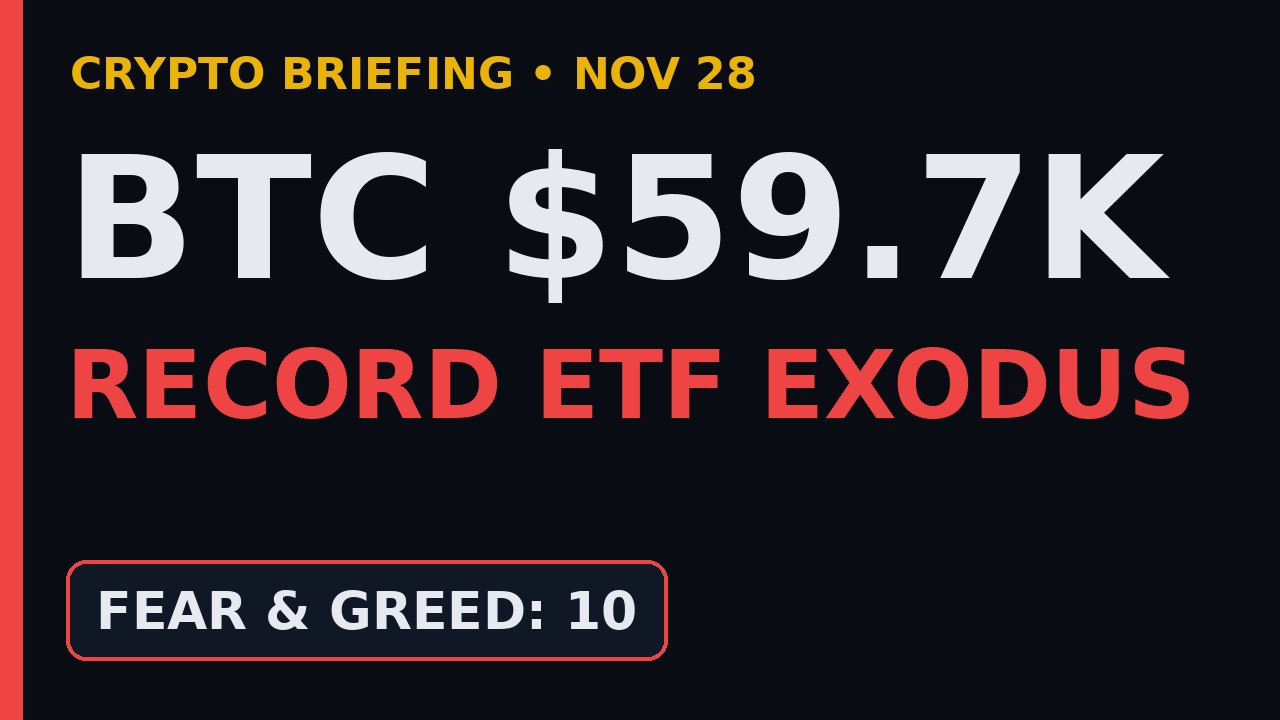 CRYPTO BRIEFING • NOV 28
BTC $59.7K
RECORD ETF EXODUS
FEAR & GREED: 10